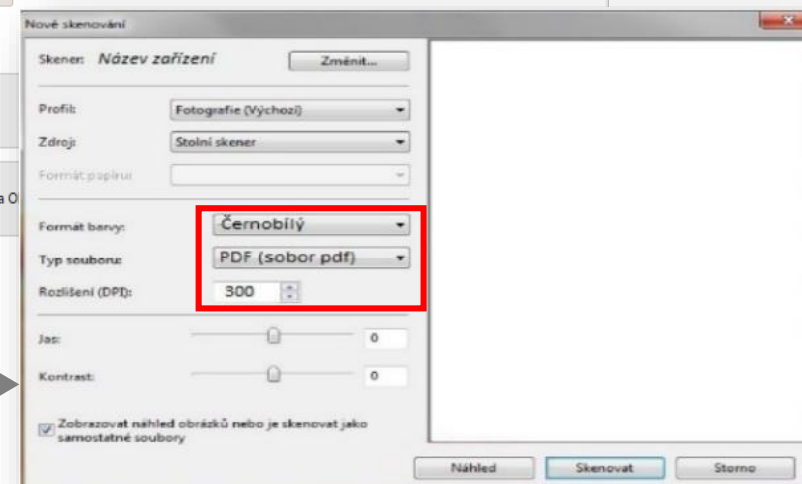 Nové skenování
Skener: Název zařízení Změnit...
Profil: Fotografie (Výchozí)
Zdroj: Stolní skener
Formát papíru:
a O
Formát barvy: Černobílý
Typ souboru: PDF (sobor pdf)
Rozlišení (DPI): 300
Jas: 0
Kontrast: 0
Zobrazovat náhled obrázků nebo je skenovat jako
samostatné soubory
Náhled Skenovat Storno